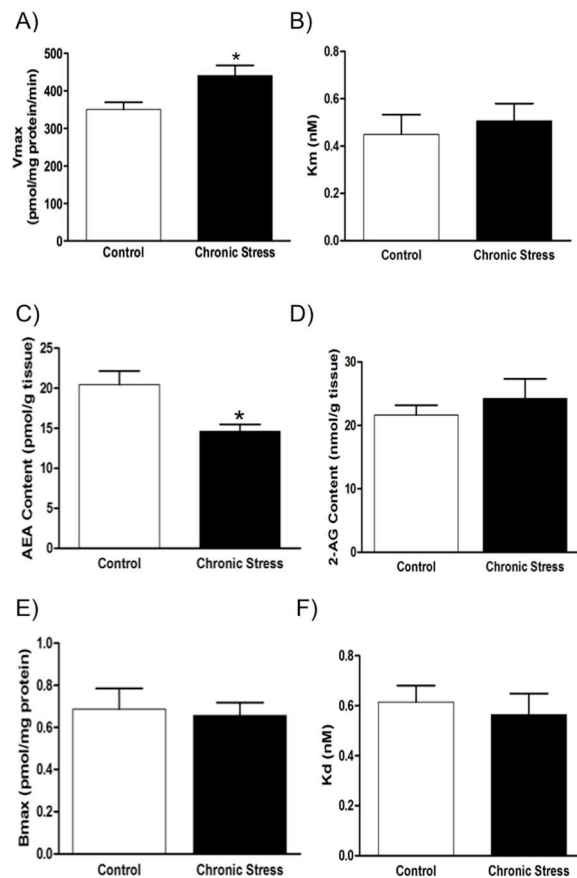 A)
Vmax
(pmol/mg protein/min)
500
400
300
200
100
0
*
Control
Chronic Stress
B)
Km (nM)
0.8
0.6
0.4
0.2
0.0
Control
Chronic Stress
C)
AEA Content (pmol/g tissue)
25
20
15
10
5
0
*
Control
Chronic Stress
D)
2-AG Content (nmol/g tissue)
30
20
10
0
Control
Chronic Stress
E)
Bmax (pmol/mg protein)
1.0
0.8
0.6
0.4
0.2
0.0
Control
Chronic Stress
F)
Kd (nM)
0.8
0.6
0.4
0.2
0.0
Control
Chronic Stress